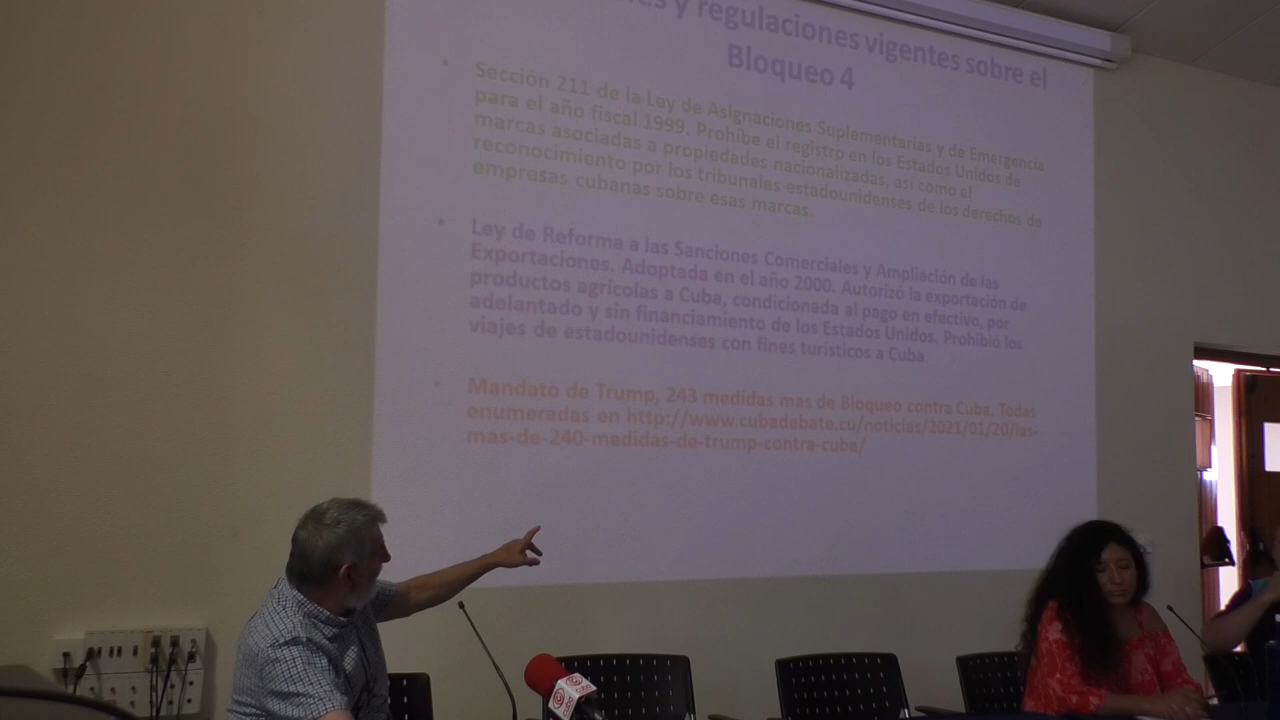 y regulaciones vigentes sobre el
Bloqueo 4
• Sección 211 de la Ley de Asignaciones Suplementarias y de Emergencia
para el año fiscal 1999. Prohíbe el registro en los Estados Unidos de
marcas asociadas a propiedades nacionalizadas, así como el
reconocimiento por los tribunales estadounidenses de los derechos de
empresas cubanas sobre esas marcas.
• Ley de Reforma a las Sanciones Comerciales y Ampliación de las
Exportaciones. Adoptada en el año 2000. Autorizó la exportación de
productos agrícolas a Cuba, condicionada al pago en efectivo, por
adelantado y sin financiamiento de los Estados Unidos. Prohibió los
viajes de estadounidenses con fines turísticos a Cuba.
• Mandato de Trump, 243 medidas mas de Bloqueo contra Cuba. Todas
enumeradas en http://www.cubadebate.cu/noticias/2021/01/20/las-
mas-de-240-medidas-de-trump-contra-cuba/